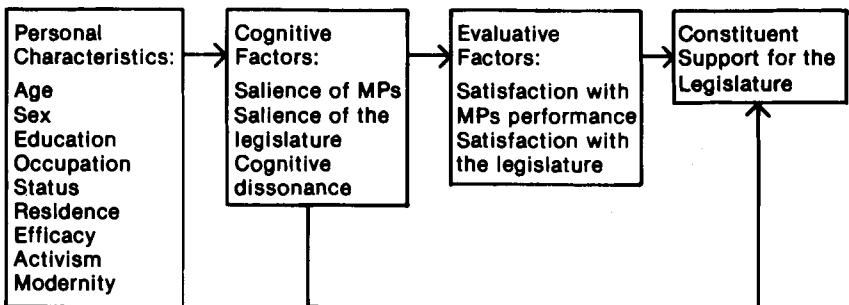 Personal
Characteristics:
Age
Sex
Education
Occupation
Status
Residence
Efficacy
Activism
Modernity
Cognitive
Factors:
Salience of MPs
Salience of the
legislature
Cognitive
dissonance
Evaluative
Factors:
Satisfaction with
MPs performance
Satisfaction with
the legislature
Constituent
Support for the
Legislature